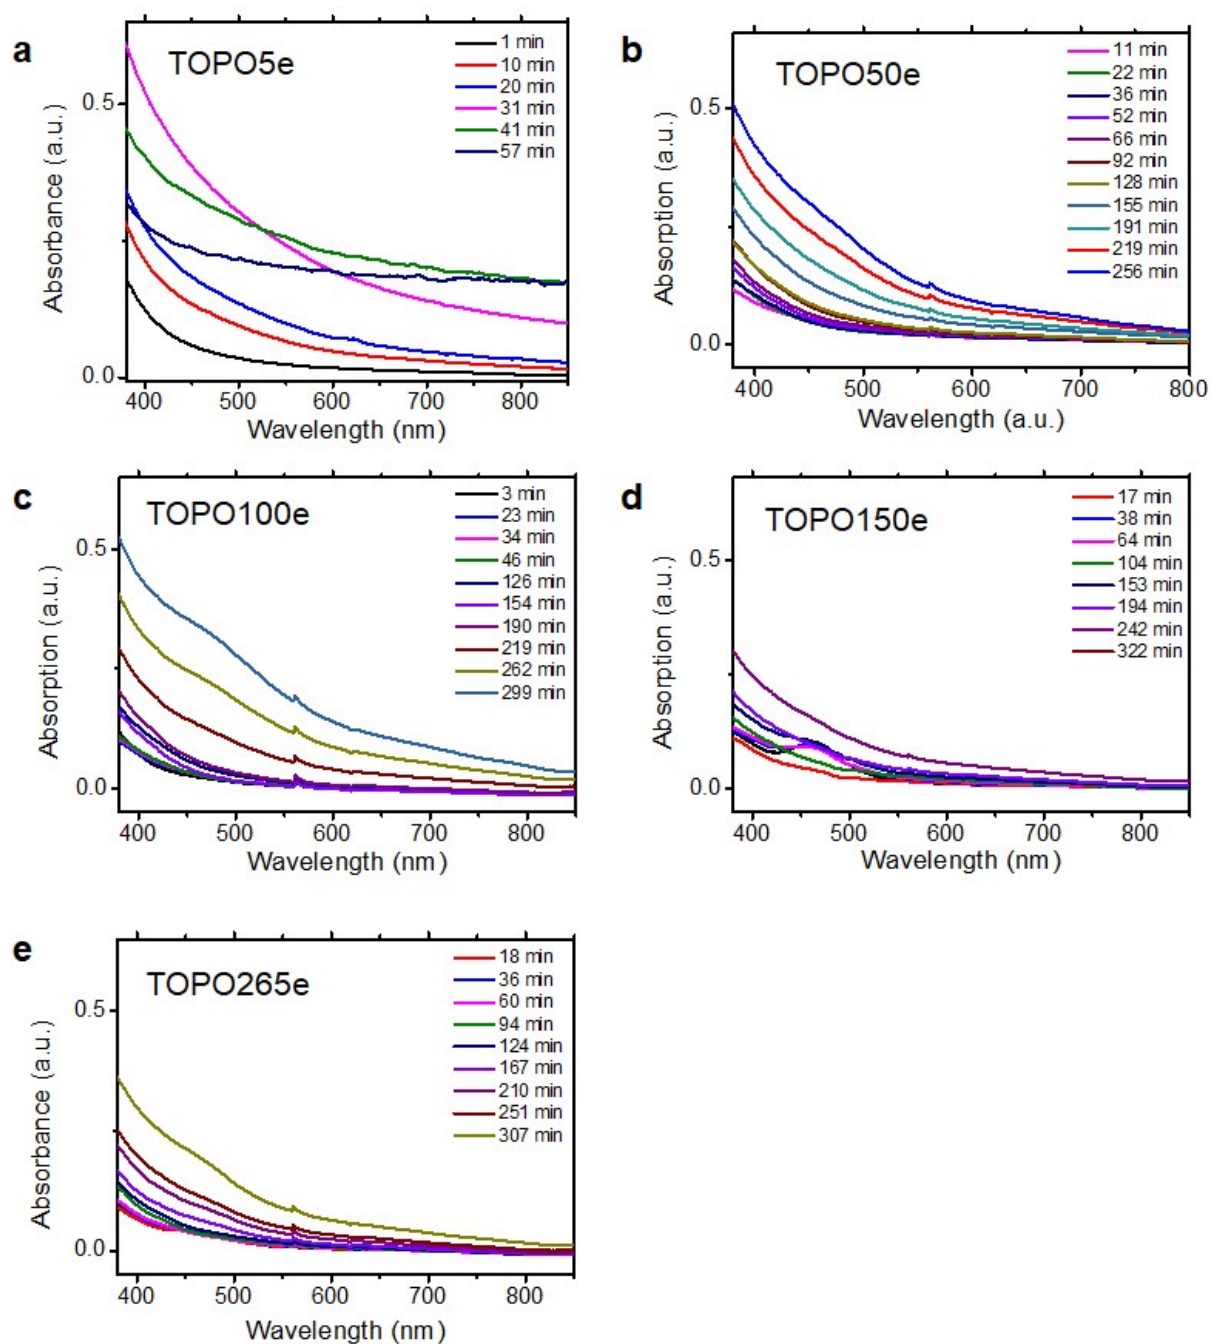 a
TOPO5e
1 min
10 min
20 min
31 min
41 min
57 min
0.5
0.0
Absorbance (a.u.)
400 500 600 700 800
Wavelength (nm)
b
TOPO50e
11 min
22 min
36 min
52 min
66 min
92 min
128 min
155 min
191 min
219 min
256 min
0.5
0.0
Absorption (a.u.)
400 500 600 700 800
Wavelength (a.u.)
c
TOPO100e
3 min
23 min
34 min
46 min
126 min
154 min
190 min
219 min
262 min
299 min
0.5
0.0
Absorption (a.u.)
400 500 600 700 800
Wavelength (nm)
d
TOPO150e
17 min
38 min
64 min
104 min
153 min
194 min
242 min
322 min
0.5
0.0
Absorption (a.u.)
400 500 600 700 800
Wavelength (nm)
e
TOPO265e
18 min
36 min
60 min
94 min
124 min
167 min
210 min
251 min
307 min
0.5
0.0
Absorbance (a.u.)
400 500 600 700 800
Wavelength (nm)